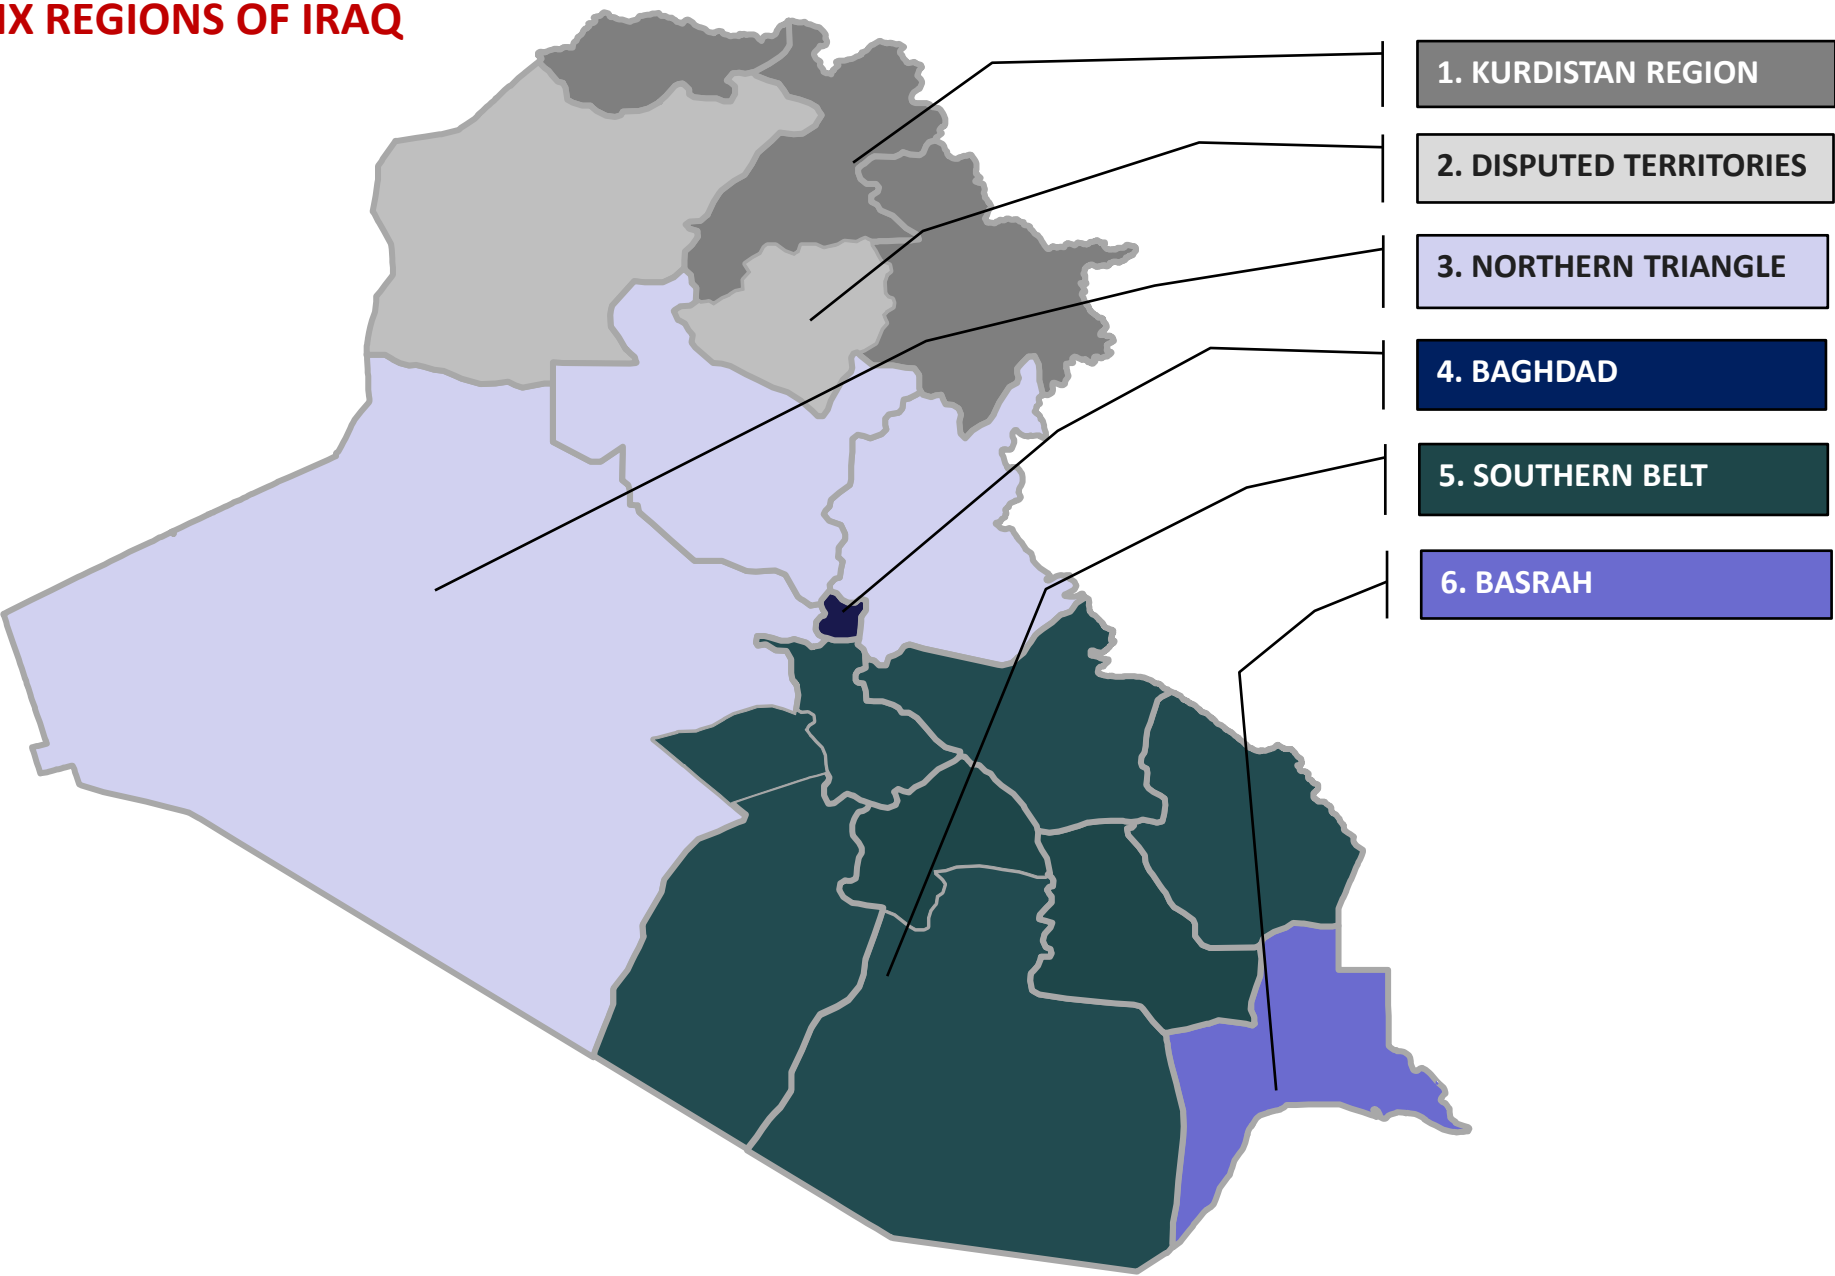 IX REGIONS OF IRAQ
1. KURDISTAN REGION
2. DISPUTED TERRITORIES
3. NORTHERN TRIANGLE
4. BAGHDAD
5. SOUTHERN BELT
6. BASRAH